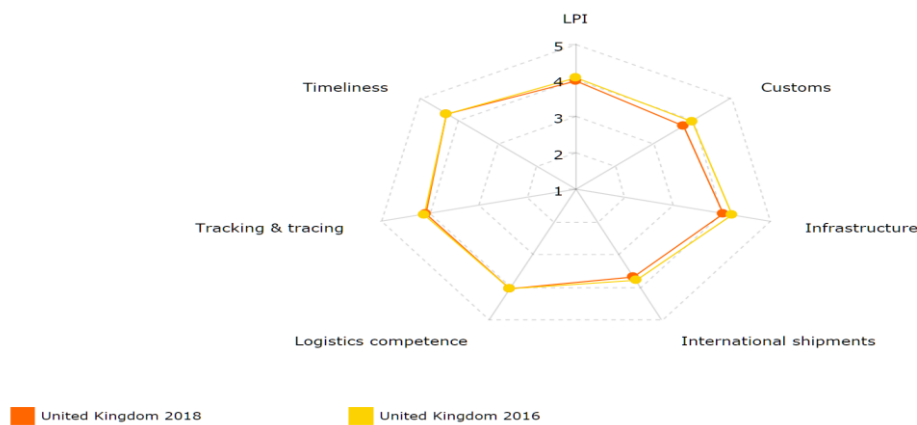 LPI
5
Timeliness
Customs
4
3
2
1
Tracking & tracing
Infrastructure
Logistics competence
International shipments
United Kingdom 2018
United Kingdom 2016